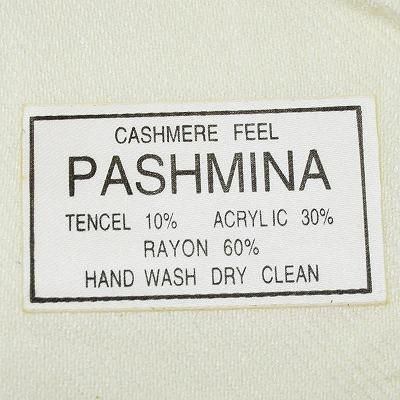 CASHMERE FEEL
PASHMINA
TENCEL 10% ACRYLIC 30%
RAYON 60%
HAND WASH DRY CLEAN